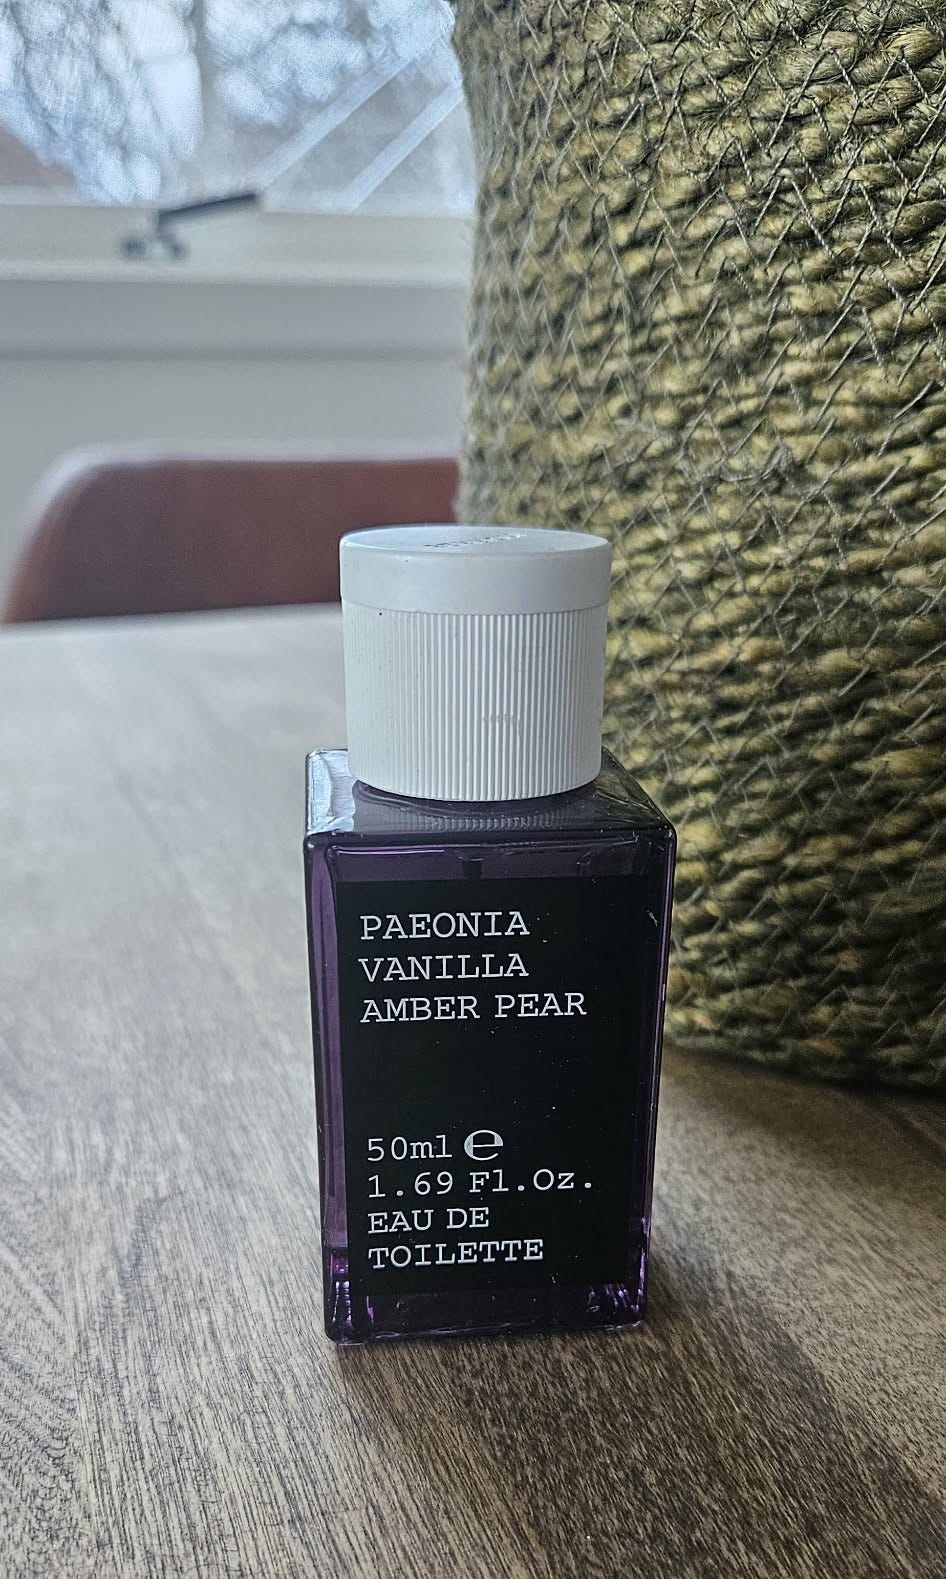 PAEONIA
VANILLA
AMBER PEAR
50ml ℮
1.69 Fl.Oz.
EAU DE
TOILETTE